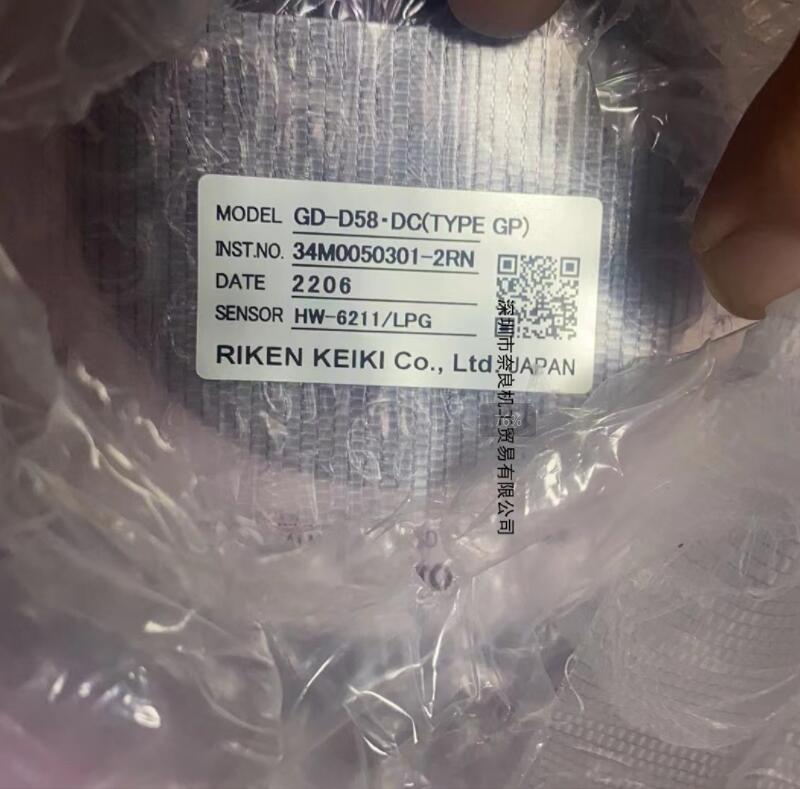 MODEL GD-D58·DC(TYPE GP)
INST.NO. 34M0050301-2RN
DATE 2206
SENSOR HW-6211/LPG
RIKEN KEIKI Co., Ltd. JAPAN
深圳市奈良机工贸易有限公司